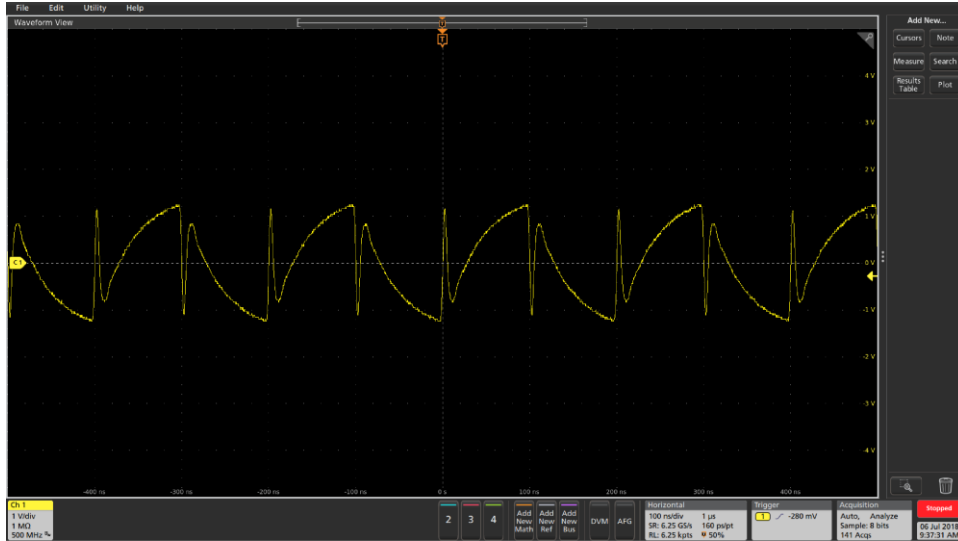 File Edit Utility Help
Waveform View
Add New...
Cursors Note
Measure Search
Results Table Plot
T
4 V
3 V
2 V
1 V
C1
0 V
-1 V
-2 V
-3 V
-4 V
-400 ns -300 ns -200 ns -100 ns 0 s 100 ns 200 ns 300 ns 400 ns
Ch 1
1 V/div
1 MΩ
500 MHz
2 3 4
Add New Math
Add New Ref
Add New Bus
DVM AFG
Horizontal
100 ns/div 1 µs
SR: 6.25 GS/s 160 ps/pt
RL: 6.25 kpts 50%
Trigger
1 -280 mV
Acquisition
Auto, Analyze
Sample: 8 bits
141 Acqs
Stopped
06 Jul 2018
9:37:31 AM